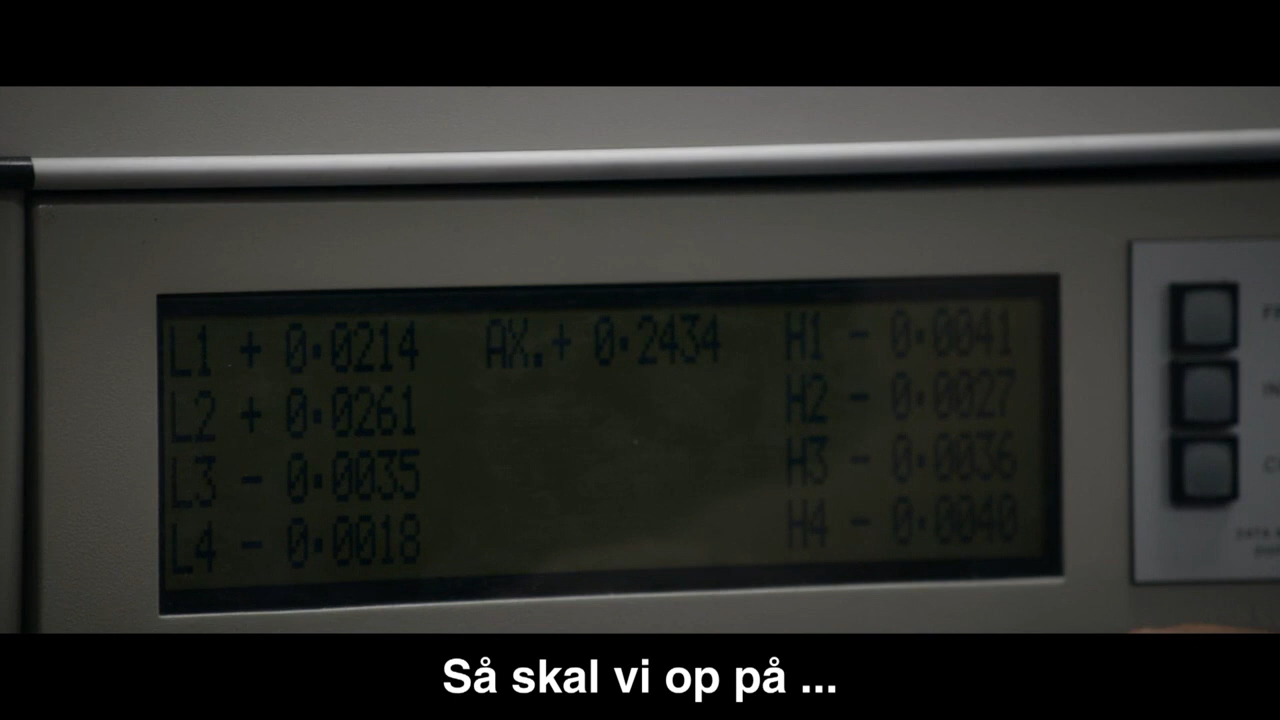 L1 + 0.0214 AX.+ 0.2434 H1 - 0.0041
L2 + 0.0261 H2 - 0.0027
L3 - 0.0035 H3 - 0.0036
L4 - 0.0018 H4 - 0.0040
Så skal vi op på ...